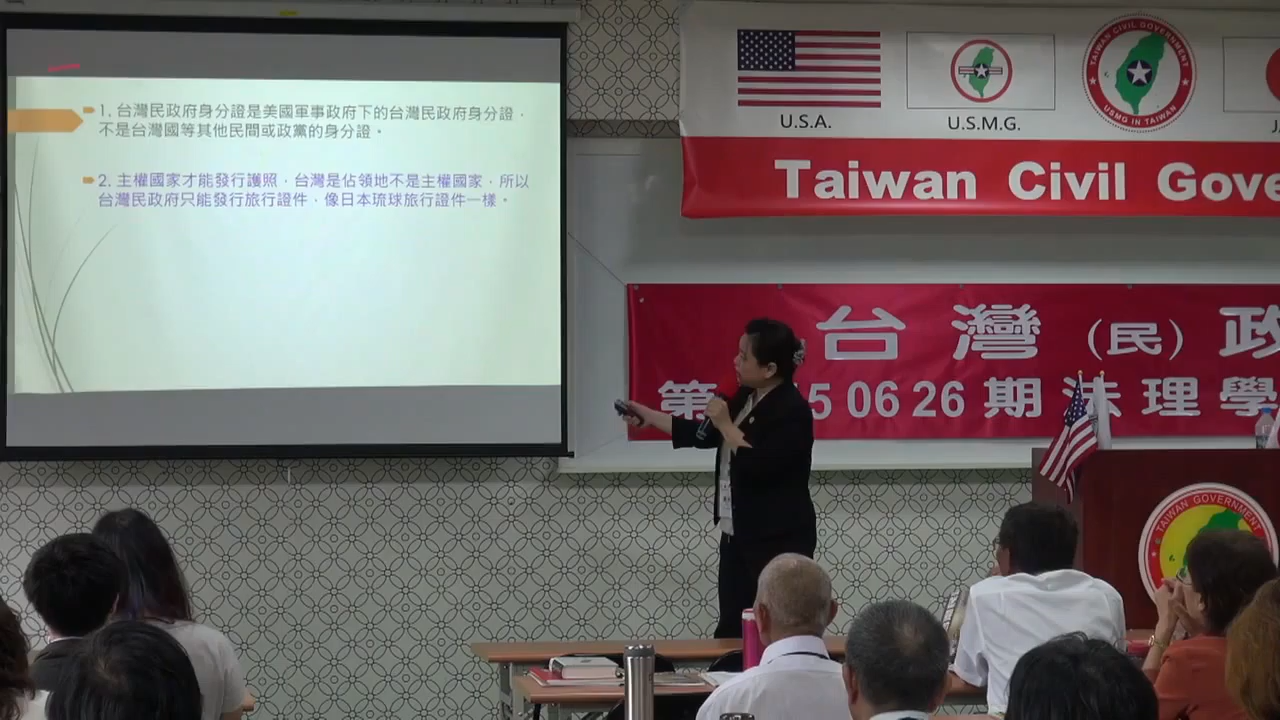 1. 台灣民政府身分證是美國軍事政府下的台灣民政府身分證，
不是台灣國等其他民間或政黨的身分證。
2. 主權國家才能發行護照，台灣是佔領地不是主權國家，所以
台灣民政府只能發行旅行證件，像日本琉球旅行證件一樣。
U.S.A.
U.S.M.G.
TAIWAN CIVIL GOVERNMENT
USMG IN TAIWAN
J
Taiwan Civil Gove
台灣（民）政
第 5 06 26 期法理學
TAIWAN GOVERNMENT